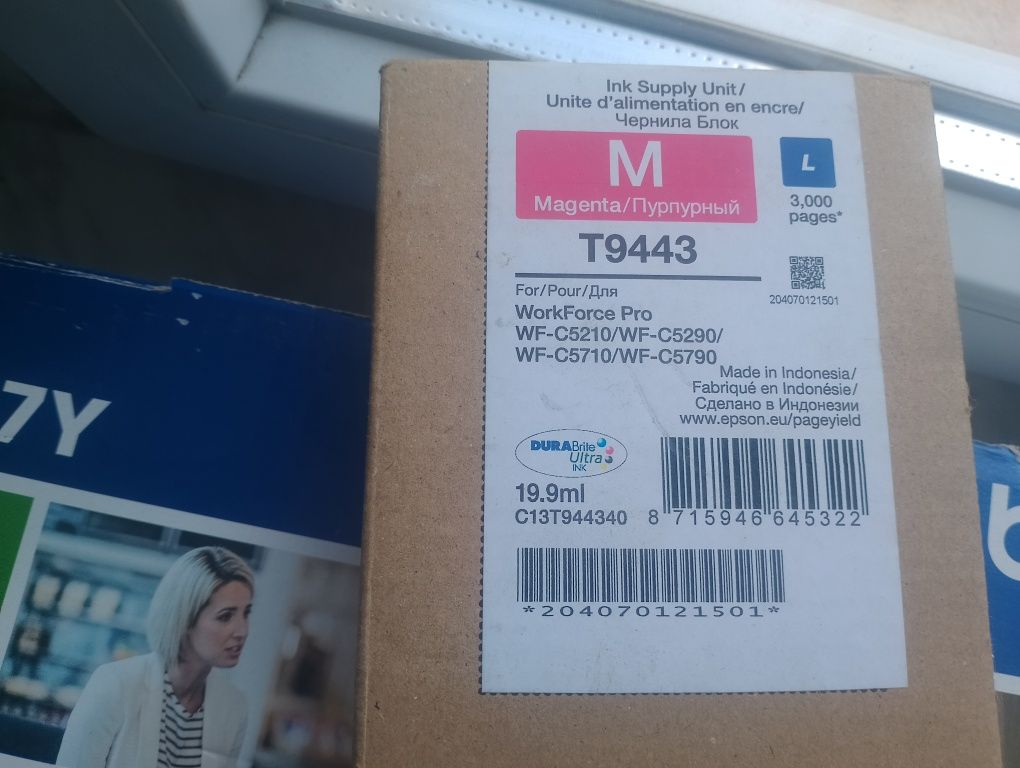 Ink Supply Unit/
Unite d'alimentation en encre/
Чернила Блок
M
Magenta/Пурпурный
L
3,000
pages*
T9443
204070121501
For/Pour/Для
WorkForce Pro
WF-C5210/WF-C5290/
WF-C5710/WF-C5790
Made in Indonesia/
Fabriqué en Indonésie/
Сделано в Индонезии
www.epson.eu/pageyield
DURABrite
Ultra
INK
19.9ml
C13T944340
8 715946 645322
*204070121501*
7Y
b